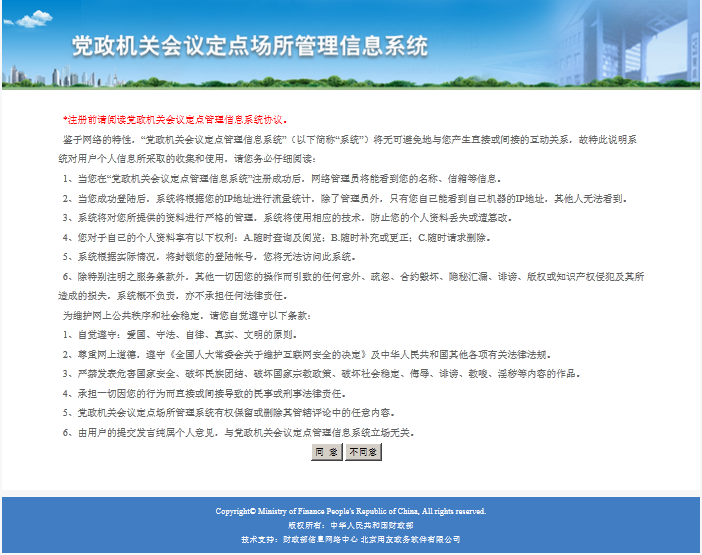 党政机关会议定点场所管理信息系统
*注册前请阅读党政机关会议定点管理信息系统协议。
鉴于网络的特性，“党政机关会议定点管理信息系统”（以下简称“系统”）将无可避免地与您产生直接或间接的互动关系，故特此说明系
统对用户个人信息所采取的收集和使用，请您务必仔细阅读：
1、当您在“党政机关会议定点管理信息系统”注册成功后，网络管理员将能看到您的名称、信箱等信息。
2、当您成功登陆后，系统将根据您的IP地址进行流量统计，除了管理员外，只有您自己能看到自己机器的IP地址，其他人无法看到。
3、系统将对您所提供的资料进行严格的管理，系统将使用相应的技术，防止您的个人资料丢失或遭篡改。
4、您对于自己的个人资料享有以下权利：A.随时查询及阅览；B.随时补充或更正；C.随时请求删除。
5、系统根据实际情况，将封锁您的登陆帐号，您将无法访问此系统。
6、除特别注明之服务条款外，其他一切因您的操作而引致的任何意外、疏忽、合约毁坏、隐秘汇漏、诽谤、版权或知识产权侵犯及其所
造成的损失，系统概不负责，亦不承担任何法律责任。
为维护网上公共秩序和社会稳定，请您自觉遵守以下条款：
1、自觉遵守：爱国、守法、自律、真实、文明的原则。
2、尊重网上道德，遵守《全国人大常委会关于维护互联网安全的决定》及中华人民共和国其他各项有关法律法规。
3、严禁发表危害国家安全、破坏民族团结、破坏国家宗教政策、破坏社会稳定、侮辱、诽谤、教唆、淫秽等内容的作品。
4、承担一切因您的行为而直接或间接导致的民事或刑事法律责任。
5、党政机关会议定点场所管理系统有权保留或删除其管辖评论中的任意内容。
6、由用户的提交发言纯属个人意见，与党政机关会议定点管理信息系统立场无关。
同 意 不同意
Copyright© Ministry of Finance People's Republic of China, All rights reserved.
版权所有：中华人民共和国财政部
技术支持：财政部信息网络中心 北京用友政务软件有限公司